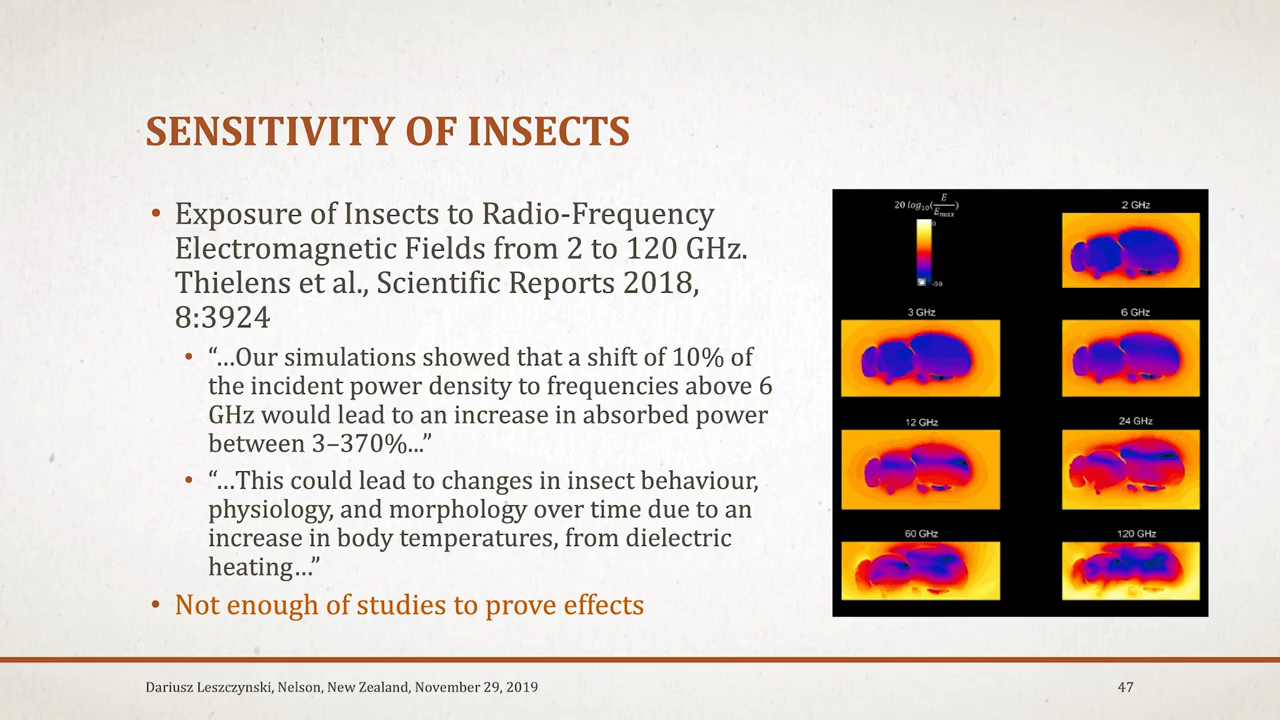 SENSITIVITY OF INSECTS
• Exposure of Insects to Radio-Frequency
Electromagnetic Fields from 2 to 120 GHz.
Thielens et al., Scientific Reports 2018,
8:3924
• “…Our simulations showed that a shift of 10% of
the incident power density to frequencies above 6
GHz would lead to an increase in absorbed power
between 3–370%...”
• “…This could lead to changes in insect behaviour,
physiology, and morphology over time due to an
increase in body temperatures, from dielectric
heating…”
• Not enough of studies to prove effects
20 log10(E/Emax)
0
-50
2 GHz
3 GHz
6 GHz
12 GHz
24 GHz
60 GHz
120 GHz
Dariusz Leszczynski, Nelson, New Zealand, November 29, 2019
47